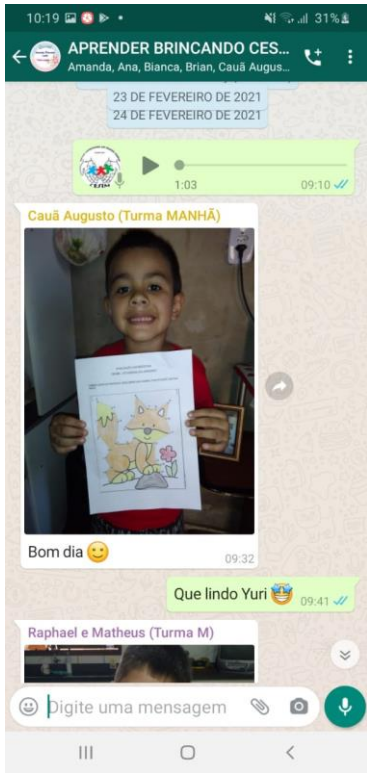 10:19
31%
APRENDER BRINCANDO CES...
Amanda, Ana, Bianca, Brian, Cauã Augus...
23 DE FEVEREIRO DE 2021
24 DE FEVEREIRO DE 2021
CESEM
1:03
09:10
Cauã Augusto (Turma MANHÃ)
Bom dia 🙂
09:32
Que lindo Yuri 🤩
09:41
Raphael e Matheus (Turma M)
Digite uma mensagem